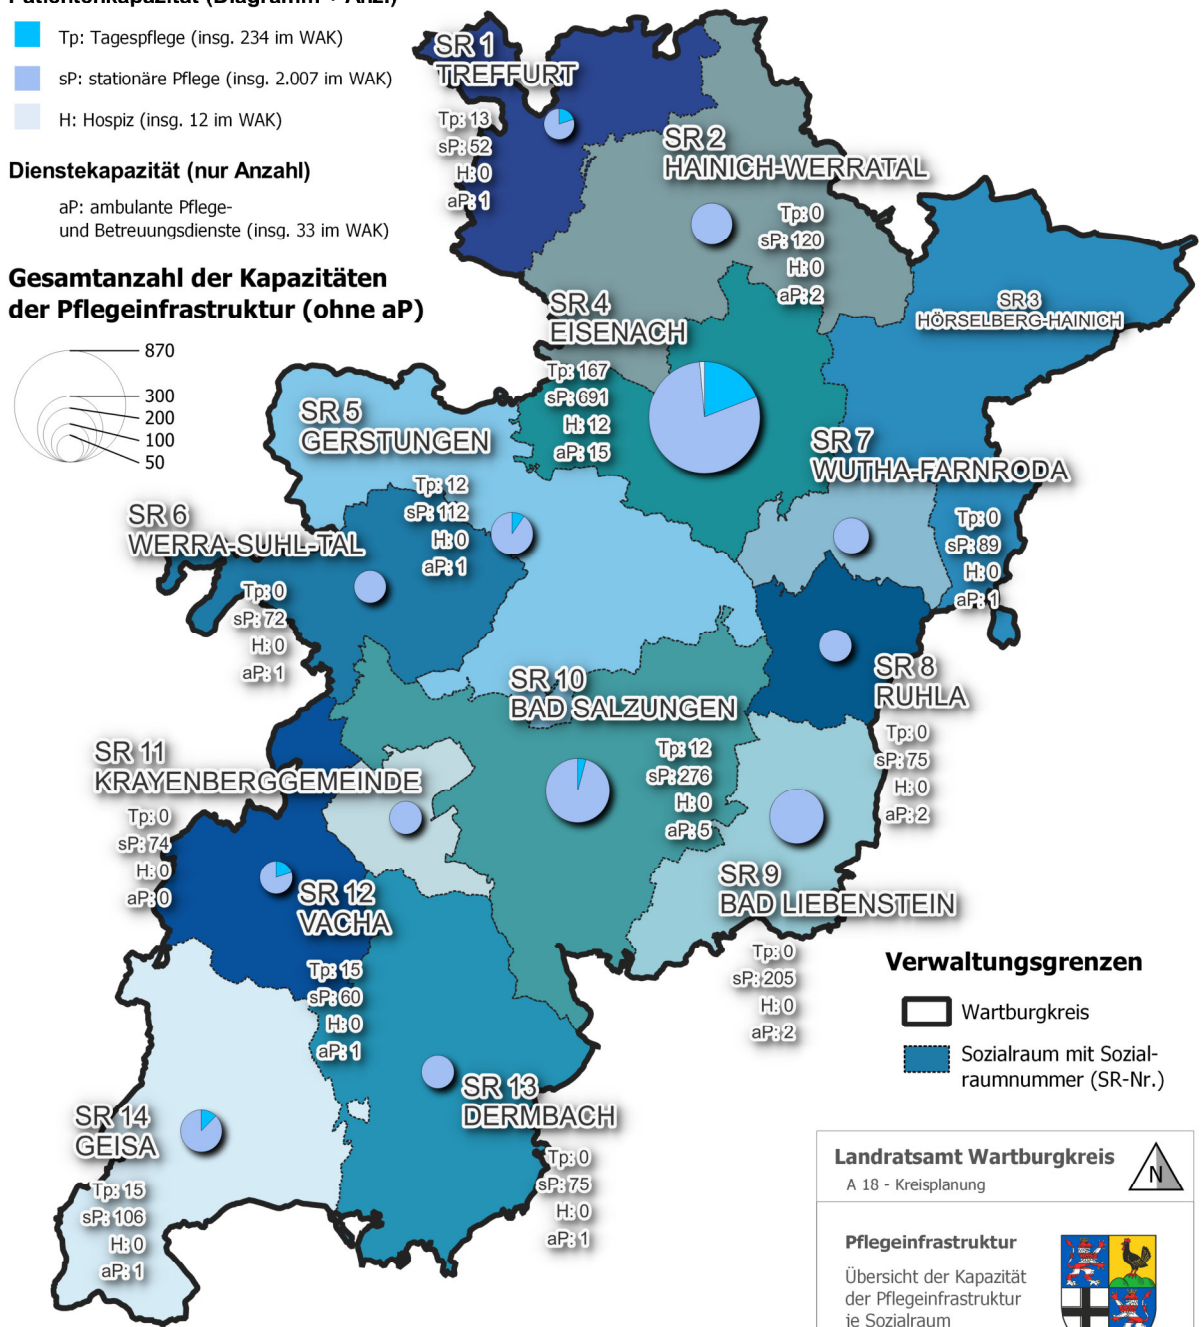 Patientenkapazität (Diagramm + Anz.)
Tp: Tagespflege (insg. 234 im WAK)
sP: stationäre Pflege (insg. 2.007 im WAK)
H: Hospiz (insg. 12 im WAK)
Dienstekapazität (nur Anzahl)
aP: ambulante Pflege-
und Betreuungsdienste (insg. 33 im WAK)
Gesamtanzahl der Kapazitäten
der Pflegeinfrastruktur (ohne aP)
870
300
200
100
50
SR 1
TREFFURT
Tp: 13
sP: 52
H: 0
aP: 1
SR 2
HAINICH-WERRATAL
Tp: 0
sP: 120
H: 0
aP: 2
SR 3
HÖRSELBERG-HAINICH
SR 4
EISENACH
Tp: 167
sP: 691
H: 12
aP: 15
SR 5
GERSTUNGEN
Tp: 12
sP: 112
H: 0
aP: 1
SR 7
WUTHA-FARNRODA
Tp: 0
sP: 89
H: 0
aP: 1
SR 6
WERRA-SUHL-TAL
Tp: 0
sP: 72
H: 0
aP: 1
SR 8
RUHLA
Tp: 0
sP: 75
H: 0
aP: 2
SR 10
BAD SALZUNGEN
Tp: 12
sP: 276
H: 0
aP: 5
SR 11
KRAYENBERGGEMEINDE
Tp: 0
sP: 74
H: 0
aP: 0
SR 9
BAD LIEBENSTEIN
Tp: 0
sP: 205
H: 0
aP: 2
SR 12
VACHA
Tp: 15
sP: 60
H: 0
aP: 1
SR 13
DERMBACH
Tp: 0
sP: 75
H: 0
aP: 1
SR 14
GEISA
Tp: 15
sP: 106
H: 0
aP: 1
Verwaltungsgrenzen
Wartburgkreis
Sozialraum mit Sozial-
raumnummer (SR-Nr.)
Landratsamt Wartburgkreis
A 18 - Kreisplanung
N
Pflegeinfrastruktur
Übersicht der Kapazität
der Pflegeinfrastruktur
je Sozialraum